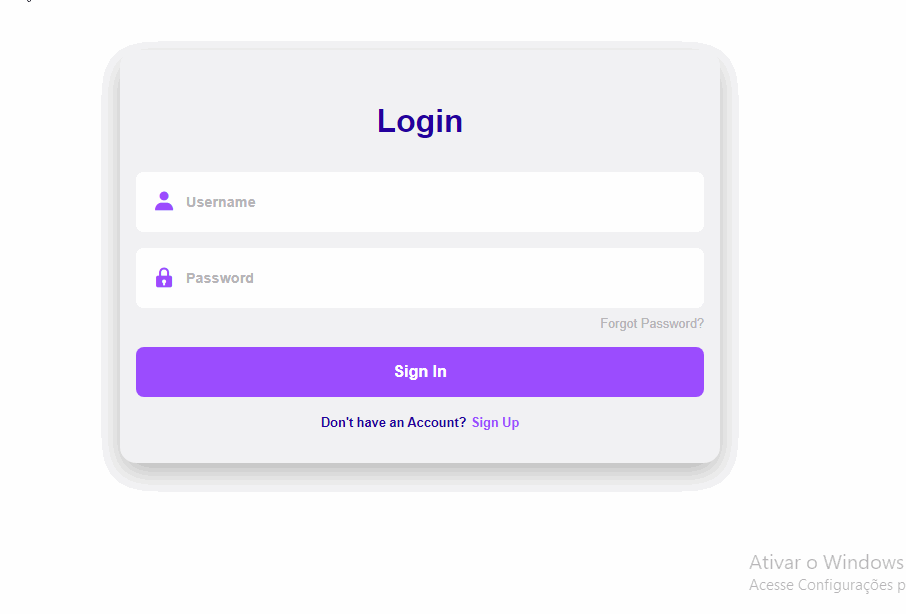 Login
Username
Password
Forgot Password?
Sign In
Don't have an Account? Sign Up
Ativar o Windows
Acesse Configurações p